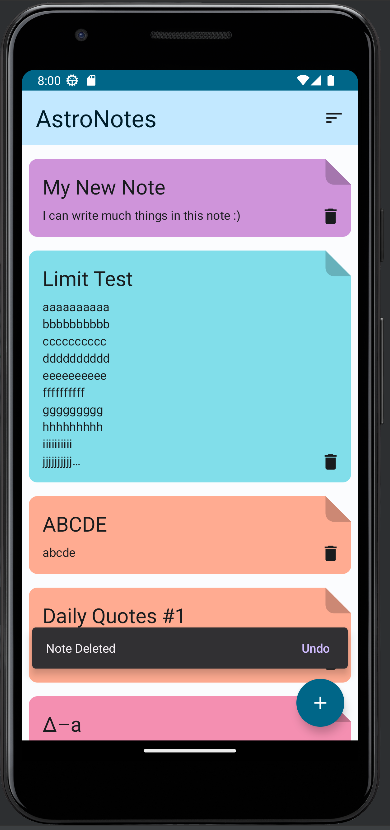 8:00
AstroNotes
My New Note
I can write much things in this note :)
Limit Test
aaaaaaaaaa
bbbbbbbbbb
cccccccccc
dddddddddd
eeeeeeeeee
ffffffffff
ggggggggg
hhhhhhhhh
iiiiiiiiii
jjjjjjjjjj...
ABCDE
abcde
Daily Quotes #1
Note Deleted Undo
Δ–a